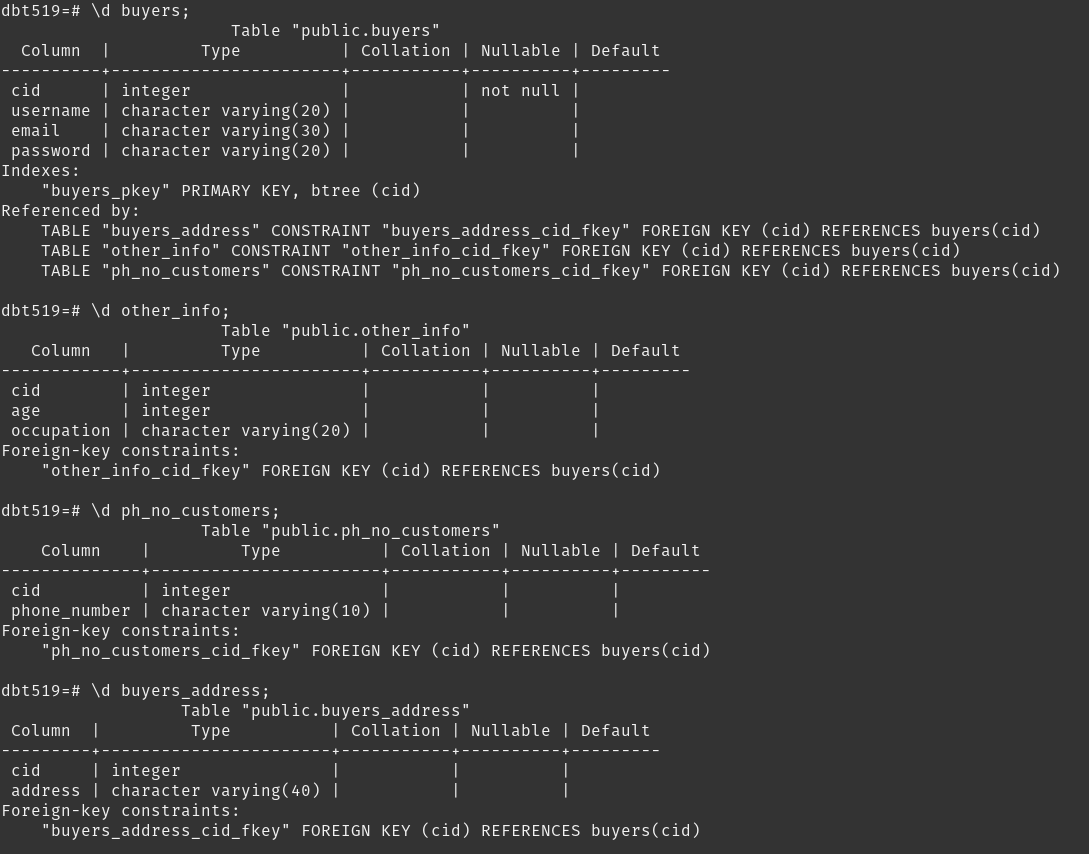 dbt519=# \d buyers;
                       Table "public.buyers"
  Column  |         Type          | Collation | Nullable | Default
----------+-----------------------+-----------+----------+---------
 cid      | integer               |           | not null |
 username | character varying(20) |           |          |
 email    | character varying(30) |           |          |
 password | character varying(20) |           |          |
Indexes:
    "buyers_pkey" PRIMARY KEY, btree (cid)
Referenced by:
    TABLE "buyers_address" CONSTRAINT "buyers_address_cid_fkey" FOREIGN KEY (cid) REFERENCES buyers(cid)
    TABLE "other_info" CONSTRAINT "other_info_cid_fkey" FOREIGN KEY (cid) REFERENCES buyers(cid)
    TABLE "ph_no_customers" CONSTRAINT "ph_no_customers_cid_fkey" FOREIGN KEY (cid) REFERENCES buyers(cid)

dbt519=# \d other_info;
                      Table "public.other_info"
   Column   |         Type          | Collation | Nullable | Default
------------+-----------------------+-----------+----------+---------
 cid        | integer               |           |          |
 age        | integer               |           |          |
 occupation | character varying(20) |           |          |
Foreign-key constraints:
    "other_info_cid_fkey" FOREIGN KEY (cid) REFERENCES buyers(cid)

dbt519=# \d ph_no_customers;
                    Table "public.ph_no_customers"
    Column    |         Type          | Collation | Nullable | Default
--------------+-----------------------+-----------+----------+---------
 cid          | integer               |           |          |
 phone_number | character varying(10) |           |          |
Foreign-key constraints:
    "ph_no_customers_cid_fkey" FOREIGN KEY (cid) REFERENCES buyers(cid)

dbt519=# \d buyers_address;
                  Table "public.buyers_address"
 Column  |         Type          | Collation | Nullable | Default
---------+-----------------------+-----------+----------+---------
 cid     | integer               |           |          |
 address | character varying(40) |           |          |
Foreign-key constraints:
    "buyers_address_cid_fkey" FOREIGN KEY (cid) REFERENCES buyers(cid)